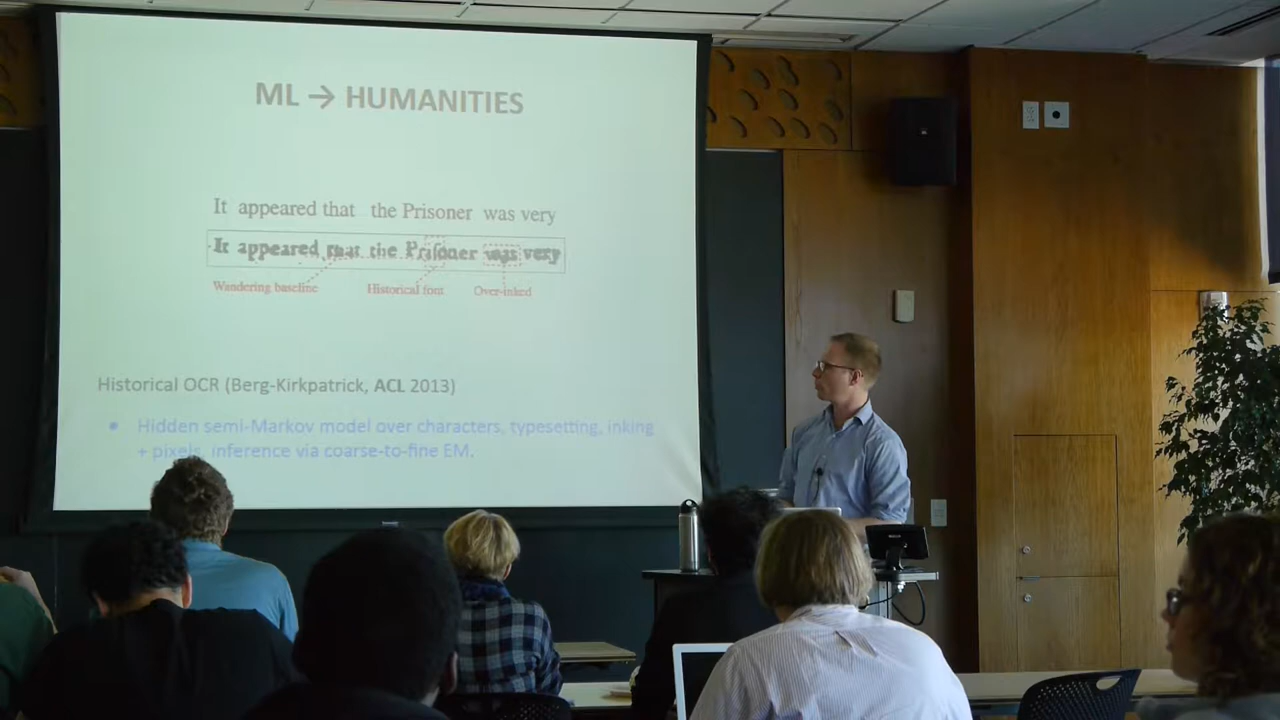 ML → HUMANITIES
It appeared that the Prisoner was very
It appeared that the Priſoner was very
Wandering baseline Historical font Over-inked
Historical OCR (Berg-Kirkpatrick, ACL 2013)
• Hidden semi-Markov model over characters, typesetting, inking
+ pixels, inference via coarse-to-fine EM.